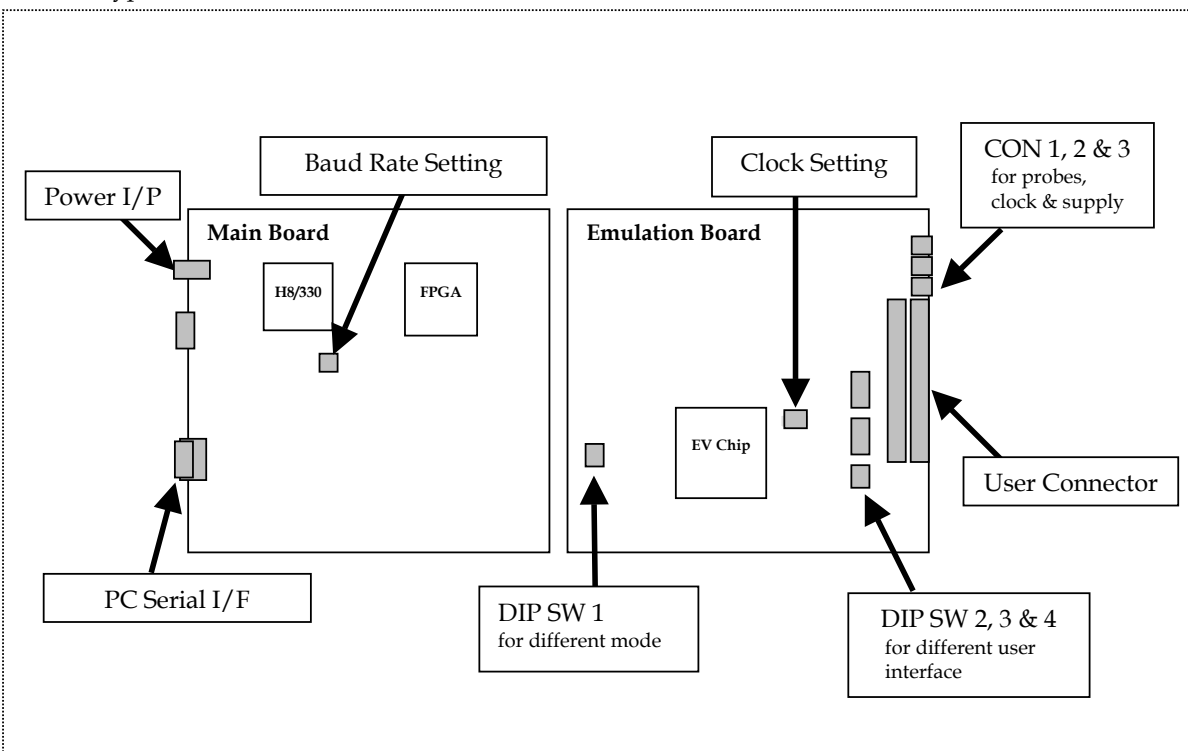 Baud Rate Setting
Clock Setting
CON 1, 2 & 3
for probes,
clock & supply
Power I/P
Main Board
Emulation Board
H8/330
FPGA
EV Chip
User Connector
PC Serial I/F
DIP SW 1
for different mode
DIP SW 2, 3 & 4
for different user
interface